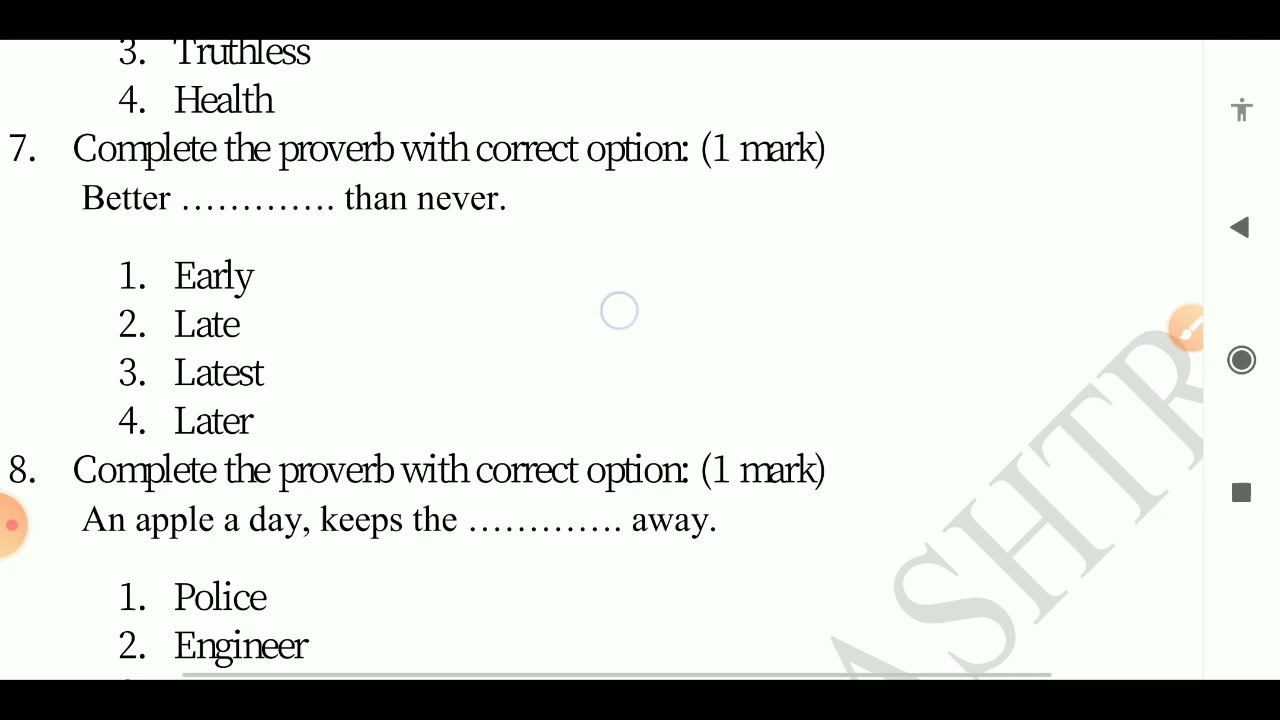 3. Truthless
4. Health
7. Complete the proverb with correct option: (1 mark)
Better …………. than never.
1. Early
2. Late
3. Latest
4. Later
8. Complete the proverb with correct option: (1 mark)
An apple a day, keeps the …………. away.
1. Police
2. Engineer
ASHTR